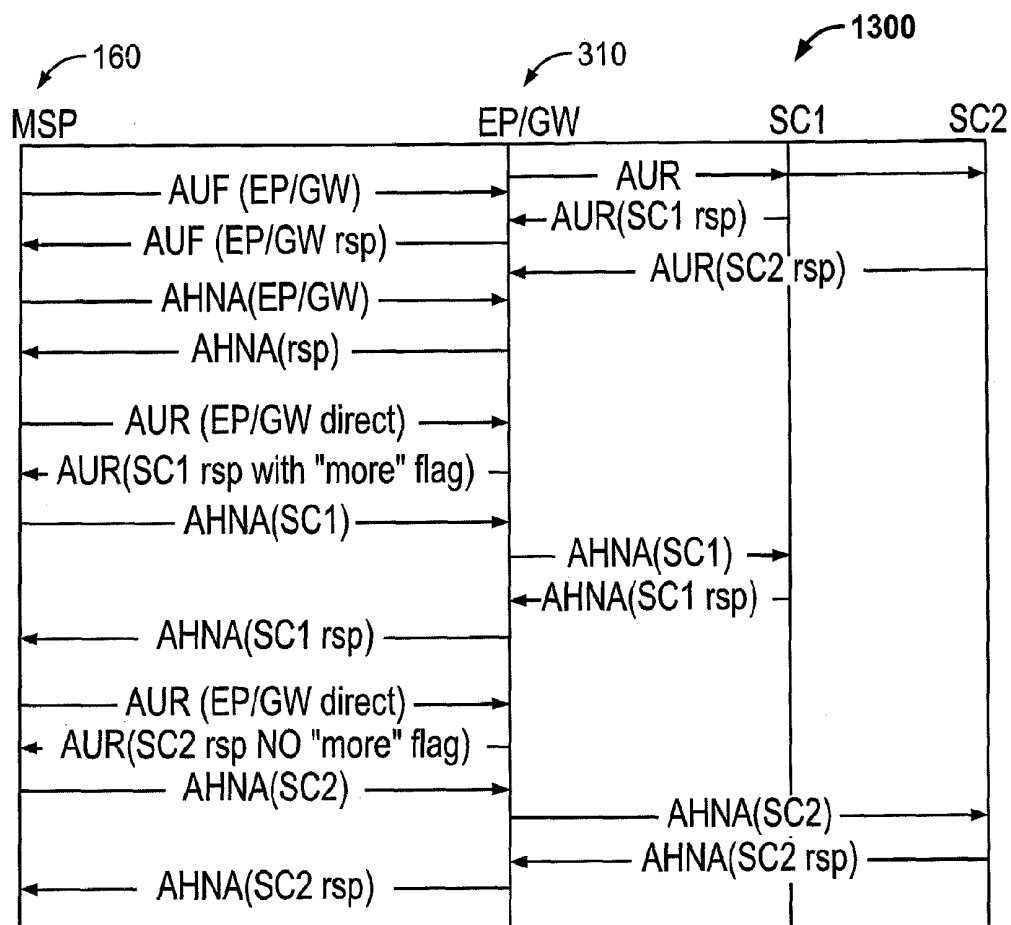 1300
160
310
MSP
EP/GW
SC1
SC2
AUR
AUF (EP/GW)
AUR(SC1 rsp)
AUF (EP/GW rsp)
AUR(SC2 rsp)
AHNA(EP/GW)
AHNA(rsp)
AUR (EP/GW direct)
AUR(SC1 rsp with "more" flag)
AHNA(SC1)
AHNA(SC1)
AHNA(SC1 rsp)
AHNA(SC1 rsp)
AUR (EP/GW direct)
AUR(SC2 rsp NO "more" flag)
AHNA(SC2)
AHNA(SC2)
AHNA(SC2 rsp)
AHNA(SC2 rsp)